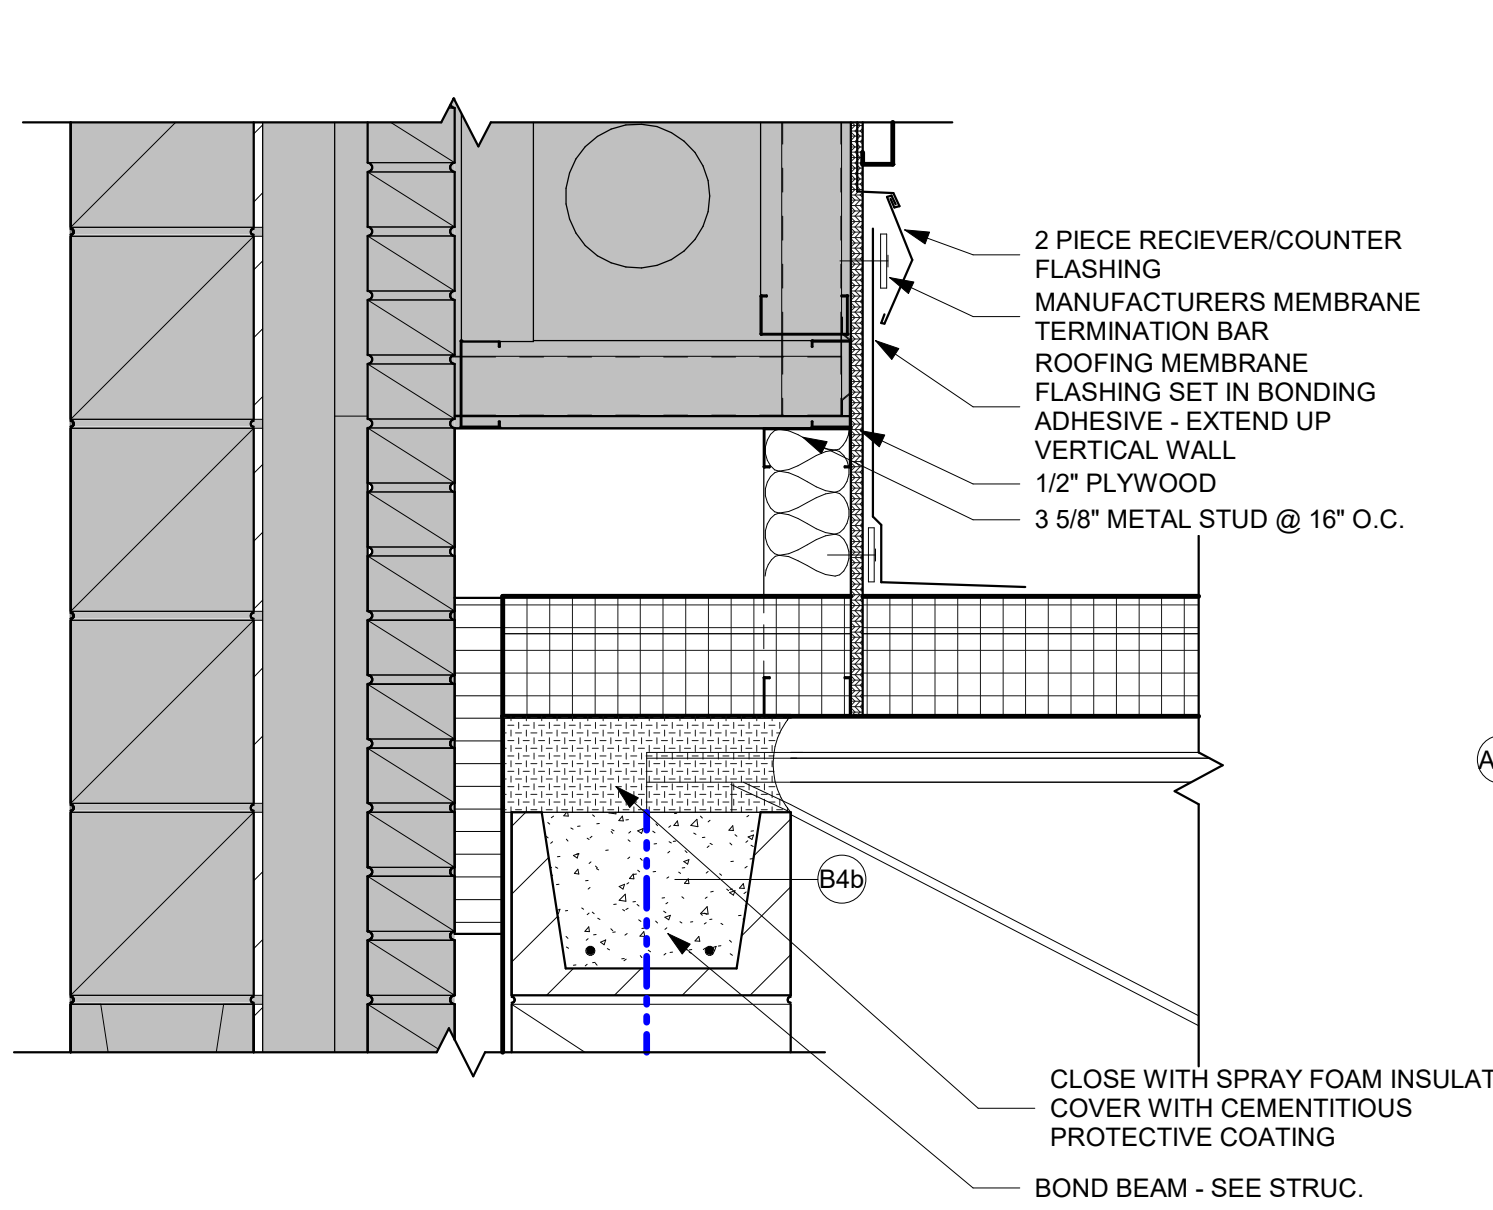 2 PIECE RECIEVER/COUNTER
FLASHING
MANUFACTURERS MEMBRANE
TERMINATION BAR
ROOFING MEMBRANE
FLASHING SET IN BONDING
ADHESIVE - EXTEND UP
VERTICAL WALL
1/2" PLYWOOD
3 5/8" METAL STUD @ 16" O.C.
A
B4b
CLOSE WITH SPRAY FOAM INSULAT
COVER WITH CEMENTITIOUS
PROTECTIVE COATING
BOND BEAM - SEE STRUC.